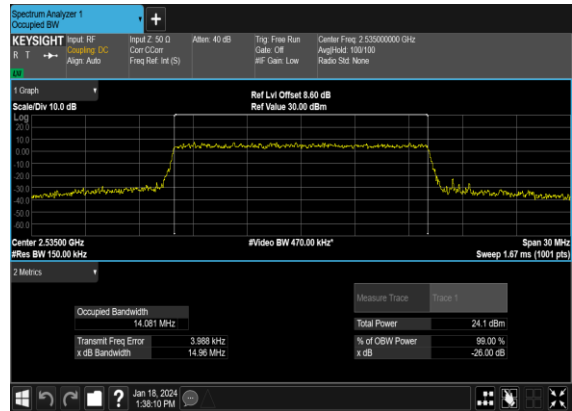 Spectrum Analyzer 1
Occupied BW
+
KEYSIGHT Input: RF Input Z: 50 Ω Atten: 40 dB Trig: Free Run Center Freq: 2.535000000 GHz
R T Coupling: DC Corr CCorr Gate: Off Avg|Hold: 100/100
Align: Auto Freq Ref: Int (S) #IF Gain: Low Radio Std: None
LW
1 Graph
Ref Lvl Offset 8.60 dB
Scale/Div 10.0 dB Ref Value 30.00 dBm
Log
20.0
10.0
0.00
-10.0
-20.0
-30.0
-40.0
-50.0
-60.0
Center 2.53500 GHz #Video BW 470.00 kHz* Span 30 MHz
#Res BW 150.00 kHz Sweep 1.67 ms (1001 pts)
2 Metrics
Measure Trace Trace 1
Occupied Bandwidth
14.081 MHz
Total Power 24.1 dBm
Transmit Freq Error 3.988 kHz % of OBW Power 99.00 %
x dB Bandwidth 14.96 MHz x dB -26.00 dB
?
Jan 18, 2024
1:38:10 PM